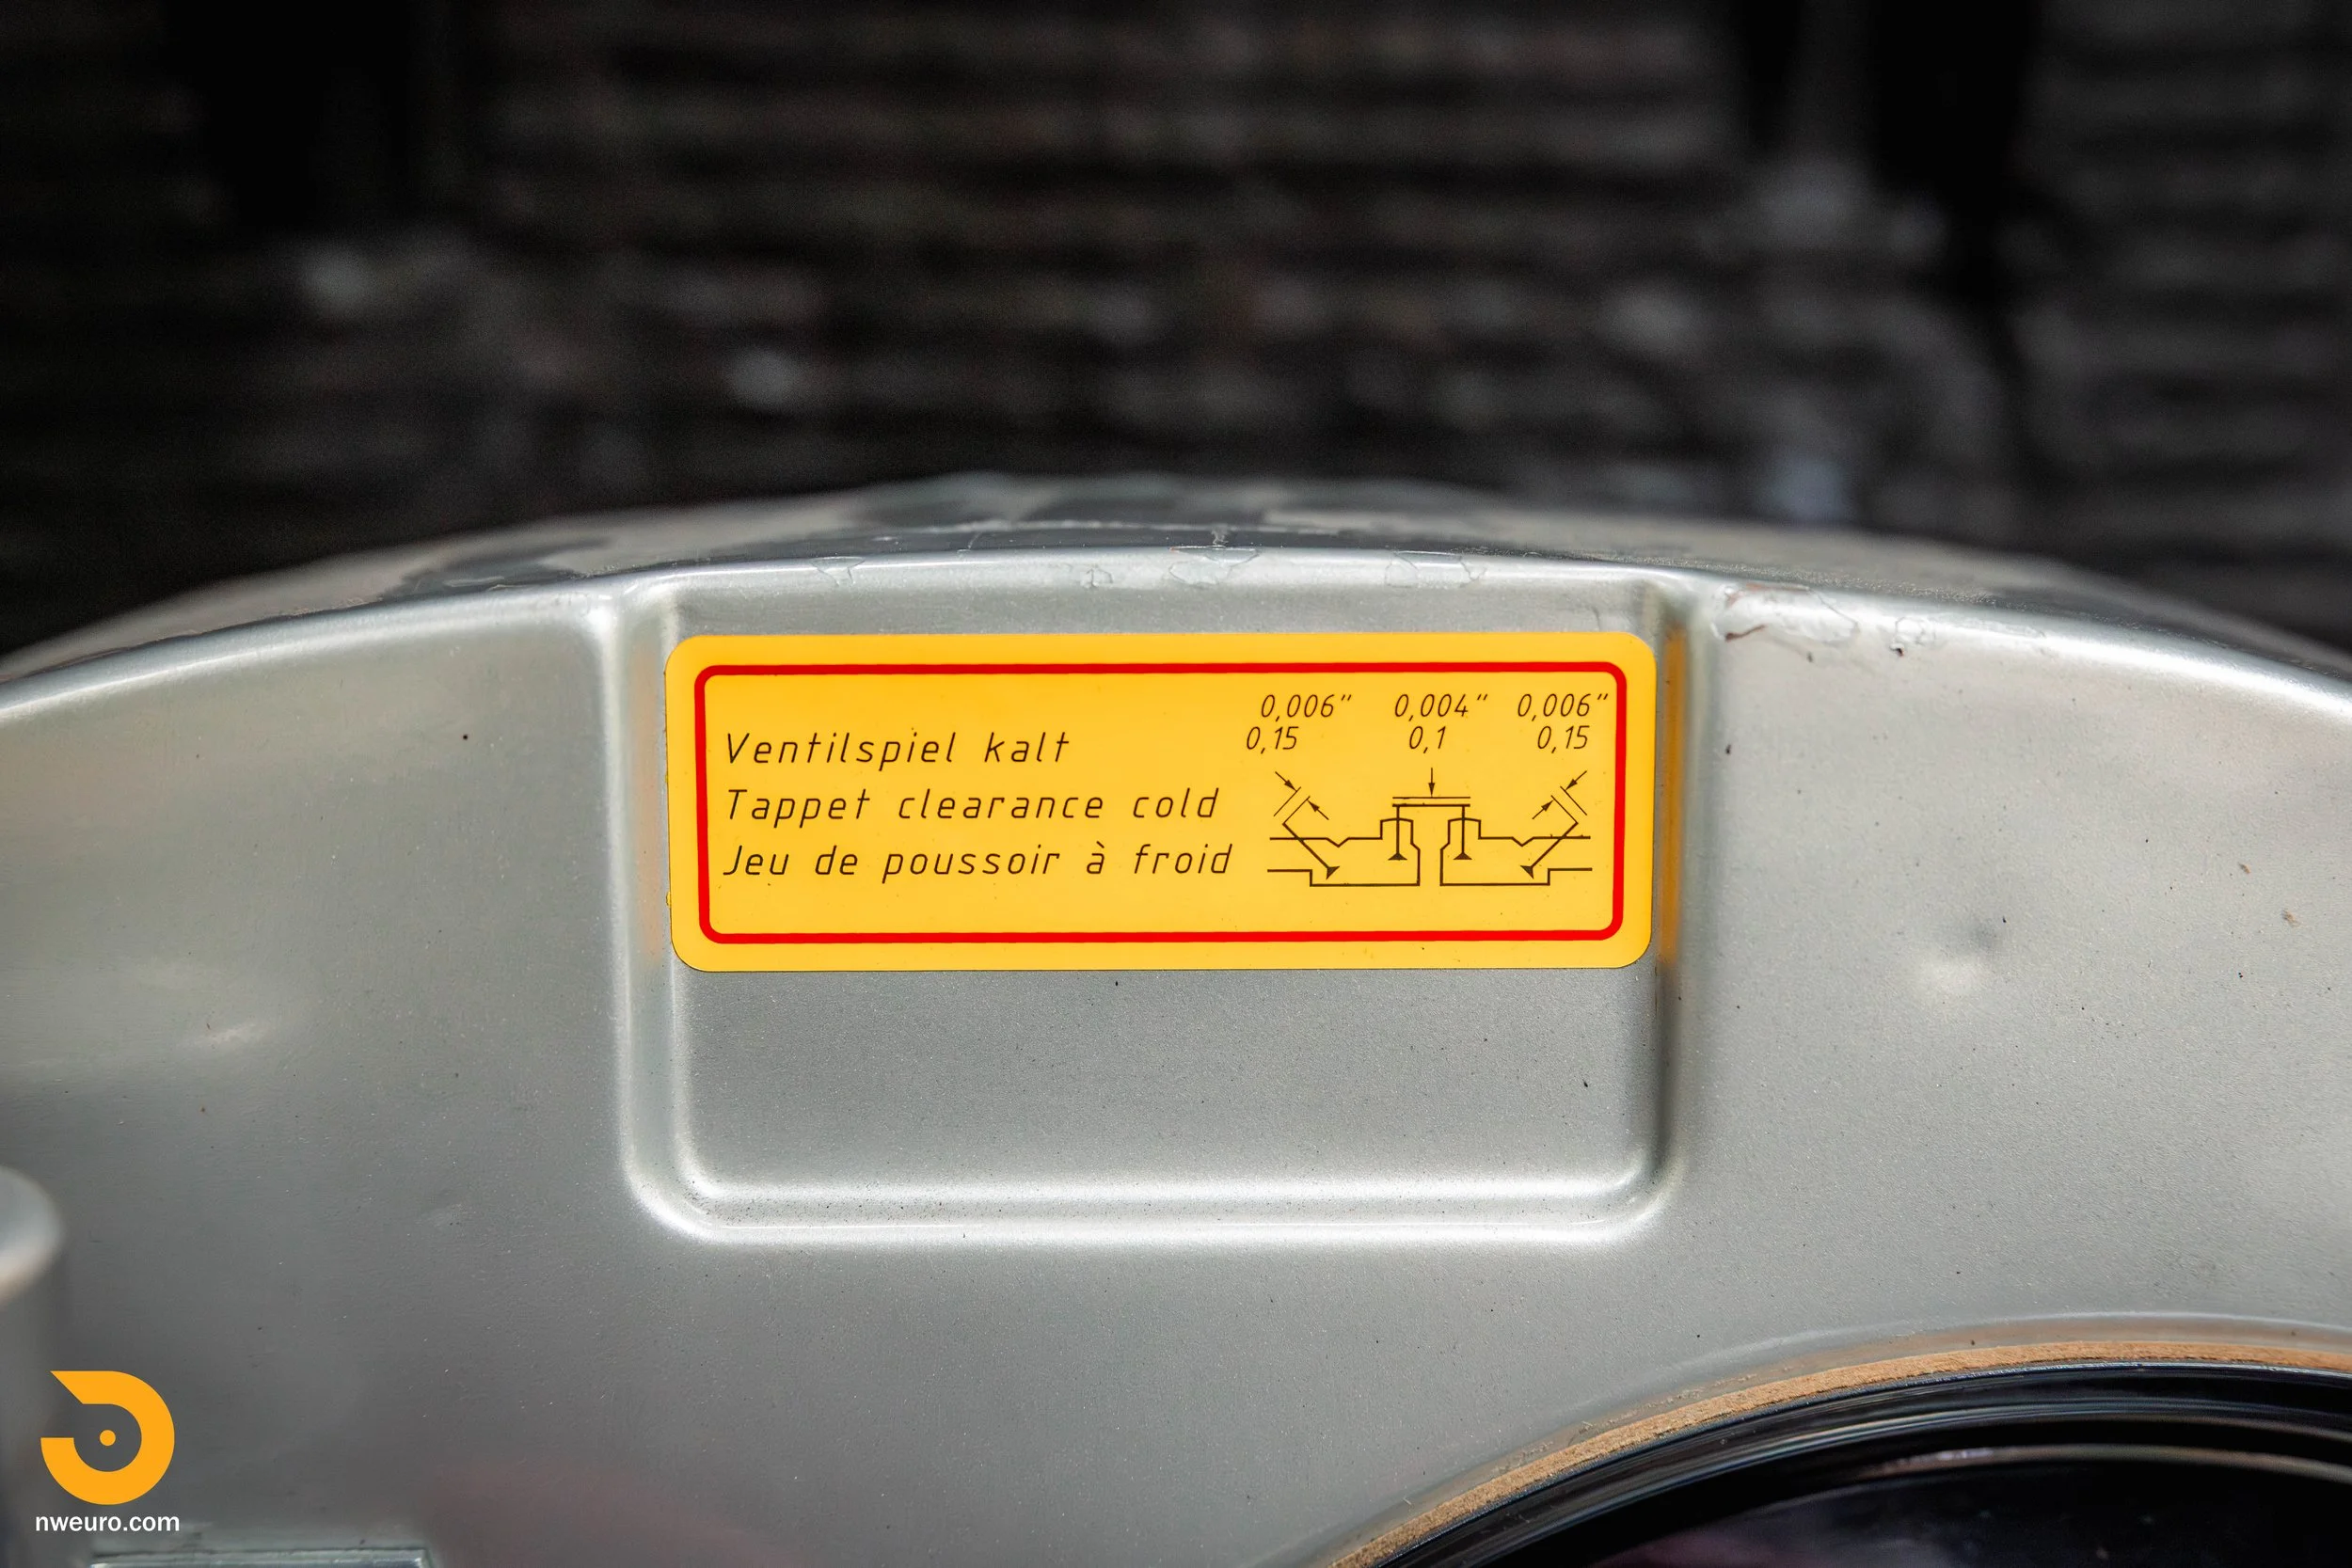 0,006" 0,004" 0,006"
0,15 0,1 0,15
Ventilspiel kalt
Tappet clearance cold
Jeu de poussoir à froid
nweuro.com